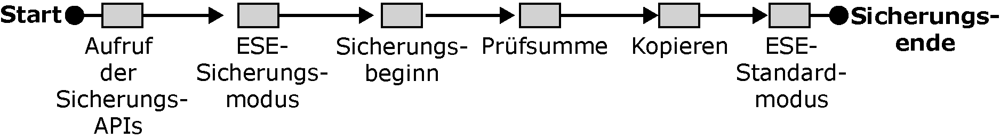 Start
Aufruf
der
Sicherungs-
APIs
ESE-
Sicherungs-
modus
Sicherungs-
beginn
Prüfsumme
Kopieren
ESE-
Standard-
modus
Sicherungs-
ende